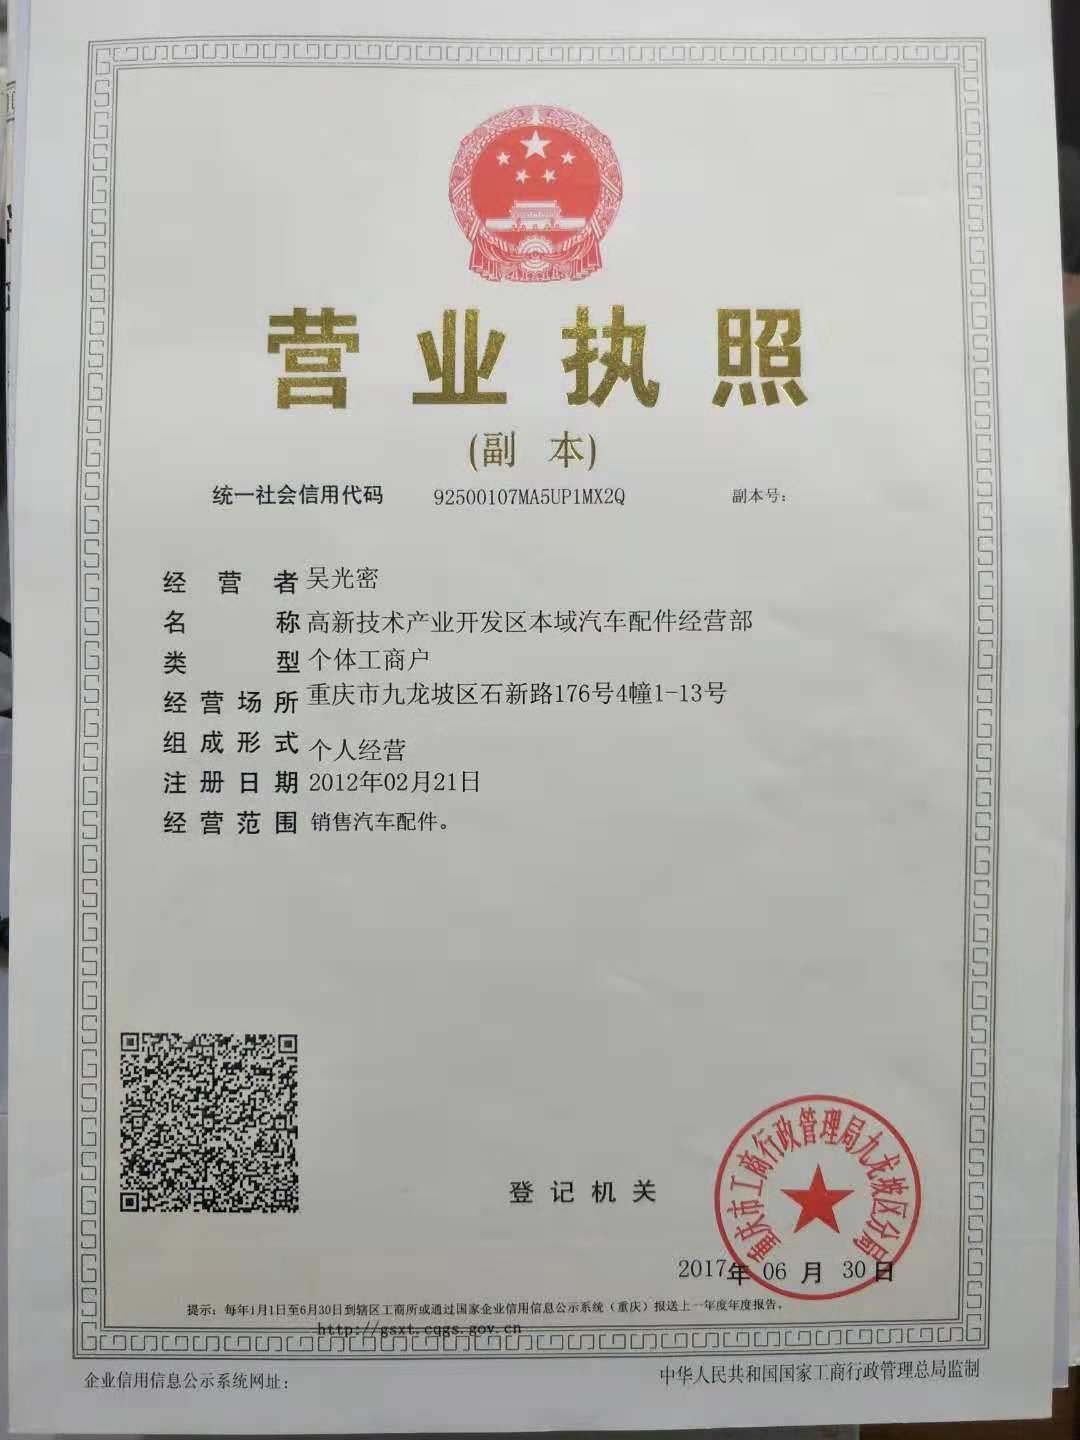 营业执照
(副 本)
统一社会信用代码 92500107MA5UP1MX2Q 副本号:
经营者 吴光密
名称 高新技术产业开发区本域汽车配件经营部
类型 个体工商户
经营场所 重庆市九龙坡区石新路176号4幢1-13号
组成形式 个人经营
注册日期 2012年02月21日
经营范围 销售汽车配件。
重庆市工商行政管理局九龙坡区分局
登记机关
2017年 06 月 30 日
提示: 每年1月1日至6月30日到辖区工商所或通过国家企业信用信息公示系统 (重庆) 报送上一年度年度报告。
http://gsxt.cqgs.gov.cn
企业信用信息公示系统网址:
中华人民共和国国家工商行政管理总局监制